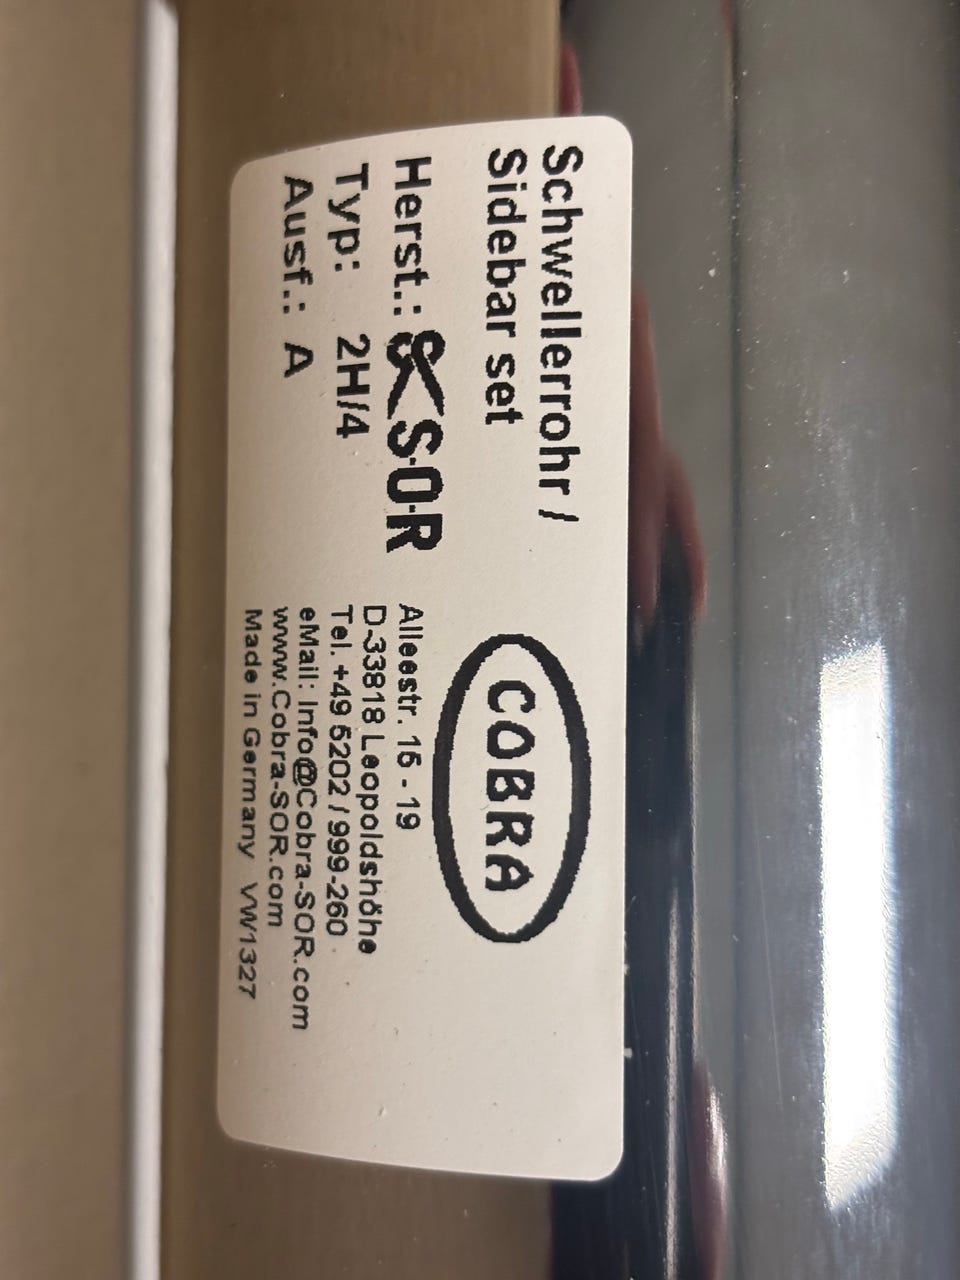 Schwellerrohr /
Sidebar set
Herst.: S.O.R
Typ: 2H/4
Ausf.: A
COBRA
Alleestr. 15 - 19
D-33818 Leopoldshöhe
Tel. +49 5202 / 999-260
eMail: Info@Cobra-SOR.com
www.Cobra-SOR.com
Made in Germany VW1327